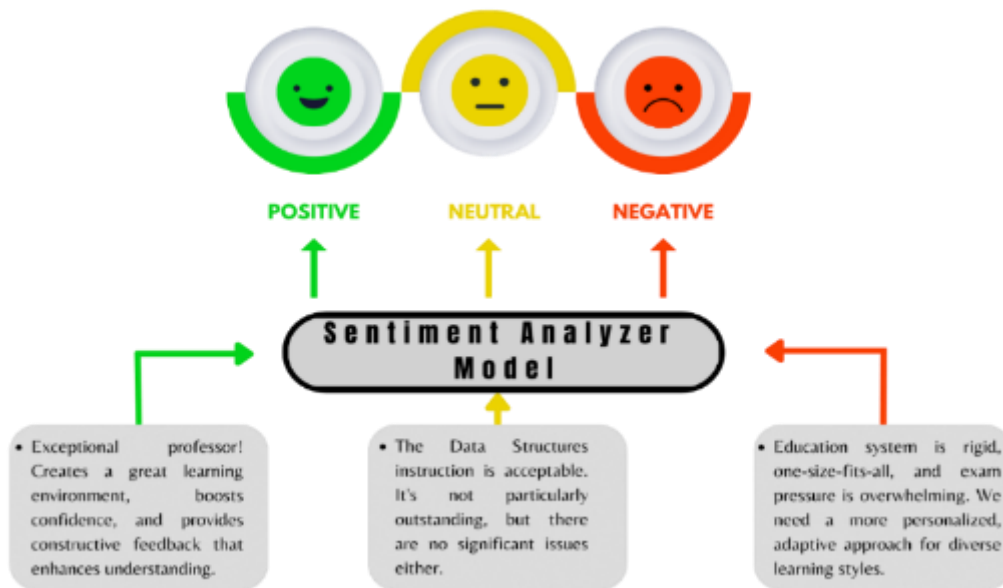 POSITIVE
NEUTRAL
NEGATIVE
Sentiment Analyzer
Model
• Exceptional professor!
Creates a great learning
environment, boosts
confidence, and provides
constructive feedback that
enhances understanding.
• The Data Structures
instruction is acceptable.
It's not particularly
outstanding, but there
are no significant issues
either.
• Education system is rigid,
one-size-fits-all, and exam
pressure is overwhelming. We
need a more personalized,
adaptive approach for diverse
learning styles.